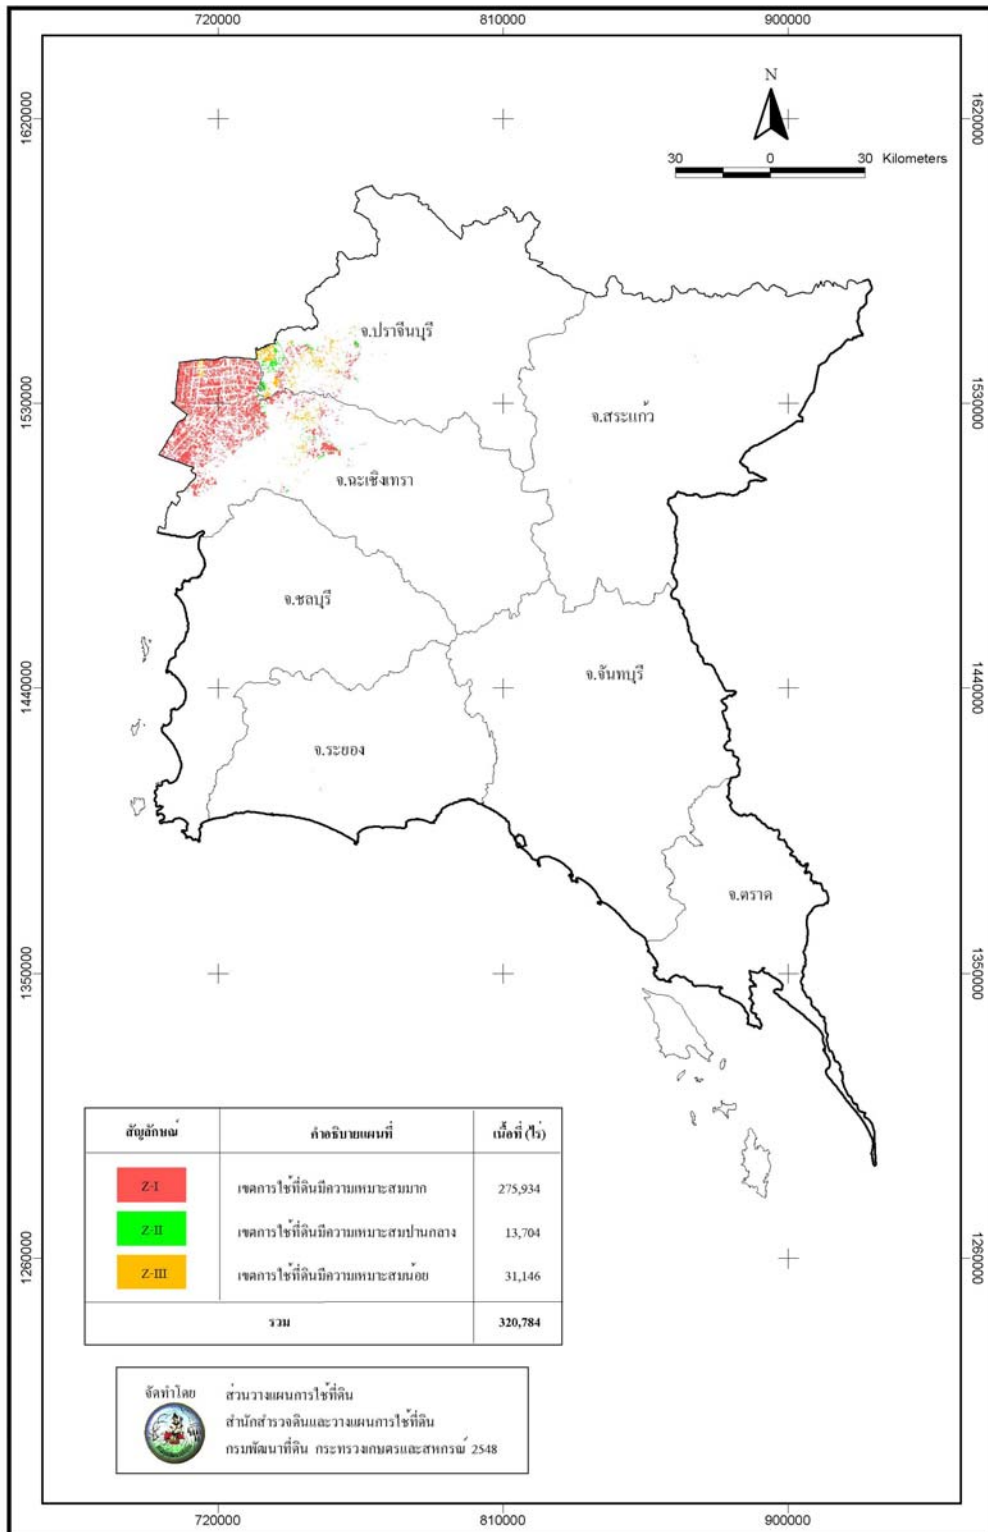 720000 810000 900000
N
1620000 1620000
30 0 30 Kilometers
จ.ปราจีนบุรี
1530000 1530000
จ.สระแก้ว
จ.ฉะเชิงเทรา
จ.ชลบุรี
จ.จันทบุรี
1440000 1440000
จ.ระยอง
จ.ตราด
1350000 1350000
สัญลักษณ์ คำอธิบายแผนที่ เนื้อที่ (ไร่)
Z-I เขตการใช้ที่ดินมีความเหมาะสมมาก 275,934
Z-II เขตการใช้ที่ดินมีความเหมาะสมปานกลาง 13,704
1260000 1260000
Z-III เขตการใช้ที่ดินมีความเหมาะสมน้อย 31,146
รวม 320,784
จัดทำโดย ส่วนวางแผนการใช้ที่ดิน
สำนักสำรวจดินและวางแผนการใช้ที่ดิน
กรมพัฒนาที่ดิน กระทรวงเกษตรและสหกรณ์ 2548
720000 810000 900000